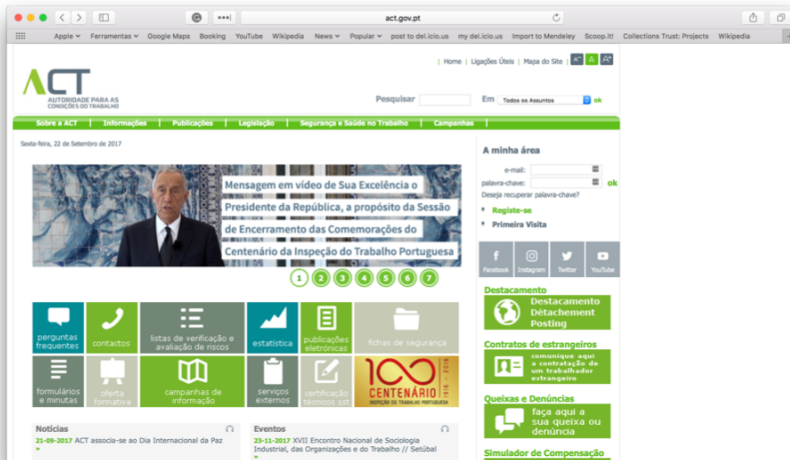 act.gov.pt
Apple Ferramentas Google Maps Booking YouTube Wikipedia News Popular post to del.icio.us my del.icio.us Import to Mendeley Scoop.it! Collections Trust: Projects Wikipedia
| Home | Ligações Úteis | Mapa do Site | A- A A+
ACT
AUTORIDADE PARA AS
CONDIÇÕES DO TRABALHO
Pesquisar Em Todos os Assuntos ok
Sobre a ACT | Informações | Publicações | Legislação | Segurança e Saúde no Trabalho | Campanhas |
Sexta-feira, 22 de Setembro de 2017
Mensagem em vídeo de Sua Excelência o
Presidente da República, a propósito da Sessão
de Encerramento das Comemorações do
Centenário da Inspeção do Trabalho Portuguesa
1 2 3 4 5 6 7
perguntas
frequentes
contactos
listas de verificação e
avaliação de riscos
estatística
publicações
eletrónicas
fichas de segurança
formulários
e minutas
oferta
formativa
campanhas de
informação
serviços
externos
certificação
técnicos sst
100
CENTENÁRIO
INSPEÇÃO DO TRABALHO PORTUGUESA
1916 - 2016
Notícias
21-09-2017 ACT associa-se ao Dia Internacional da Paz
Eventos
23-11-2017 XVII Encontro Nacional de Sociologia
Industrial, das Organizações e do Trabalho // Setúbal
A minha área
e-mail:
palavra-chave: ok
Deseja recuperar palavra-chave?
Registe-se
Primeira Visita
Facebook Instagram Twitter YouTube
Destacamento
Destacamento
Détachement
Posting
Contratos de estrangeiros
comunique aqui
a contratação de
um trabalhador
estrangeiro
Queixas e Denúncias
faça aqui a
sua queixa ou
denúncia
Simulador de Compensação